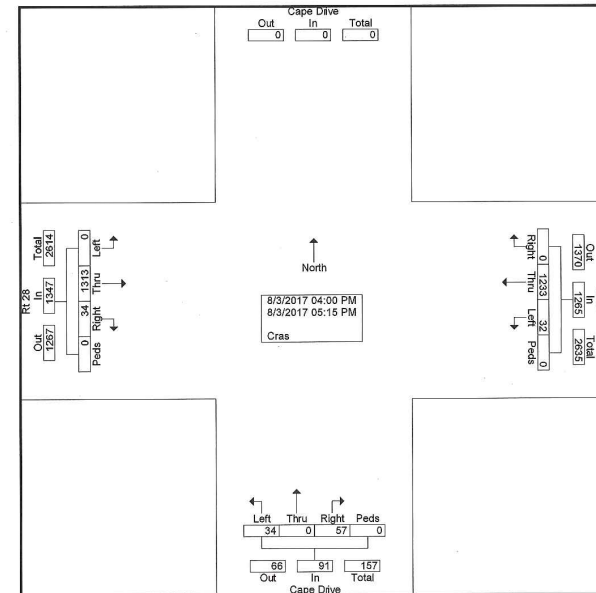 Cape Drive
Out In Total
0 0 0
Rt 28
Total In Out
2614 1347 1267
0 1313 34 0
Left Thru Right Peds
North
8/3/2017 04:00 PM
8/3/2017 05:15 PM
Cras
Right Thru Left Peds
0 1233 32 0
1370 1265 2635
Out In Total
Left Thru Right Peds
34 0 57 0
66 91 157
Out In Total
Cape Drive